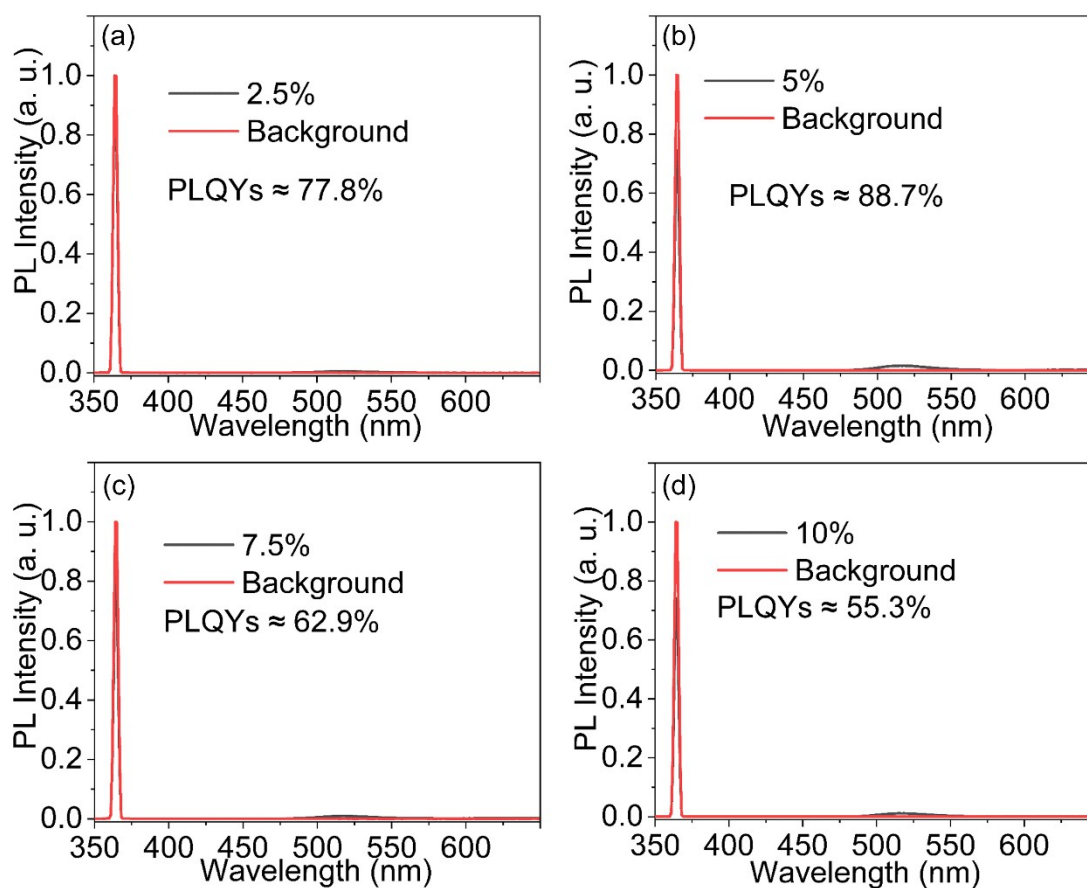 (a)
2.5%
Background
PLQYs ≈ 77.8%
PL Intensity (a. u.)
1.0
0.8
0.6
0.4
0.2
0.0
350 400 450 500 550 600
Wavelength (nm)
(b)
5%
Background
PLQYs ≈ 88.7%
PL Intensity (a. u.)
1.0
0.8
0.6
0.4
0.2
0.0
350 400 450 500 550 600
Wavelength (nm)
(c)
7.5%
Background
PLQYs ≈ 62.9%
PL Intensity (a. u.)
1.0
0.8
0.6
0.4
0.2
0.0
350 400 450 500 550 600
Wavelength (nm)
(d)
10%
Background
PLQYs ≈ 55.3%
PL Intensity (a. u.)
1.0
0.8
0.6
0.4
0.2
0.0
350 400 450 500 550 600
Wavelength (nm)